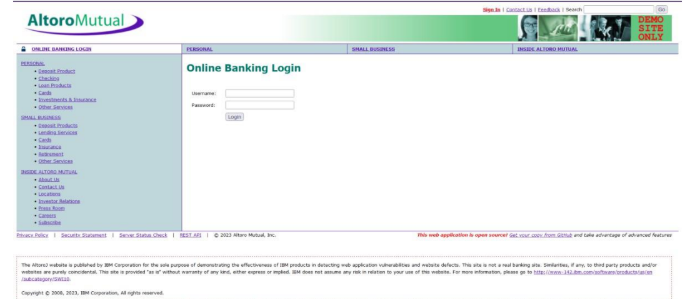 Sign In | Contact Us | Feedback | Search
Go
AltoroMutual
DEMO
SITE
ONLY
ONLINE BANKING LOGIN
PERSONAL
SMALL BUSINESS
INSIDE ALTORO MUTUAL
PERSONAL
• Deposit Product
• Checking
• Loan Products
• Cards
• Investments & Insurance
• Other Services
SMALL BUSINESS
• Deposit Products
• Lending Services
• Cards
• Insurance
• Retirement
• Other Services
INSIDE ALTORO MUTUAL
• About Us
• Contact Us
• Locations
• Investor Relations
• Press Room
• Careers
• Subscribe
Online Banking Login
Username:
Password:
Login
Privacy Policy | Security Statement | Server Status Check | REST API | © 2023 Altoro Mutual, Inc.
This web application is open source! Get your copy from GitHub and take advantage of advanced features
The AltoroJ website is published by IBM Corporation for the sole purpose of demonstrating the effectiveness of IBM products in detecting web application vulnerabilities and website defects. This site is not a real banking site. Similarities, if any, to third party products and/or
websites are purely coincidental. This site is provided "as is" without warranty of any kind, either express or implied. IBM does not assume any risk in relation to your use of this website. For more information, please go to http://www-142.ibm.com/software/products/us/en
/subcategory/SWI10.
Copyright © 2008, 2023, IBM Corporation, All rights reserved.